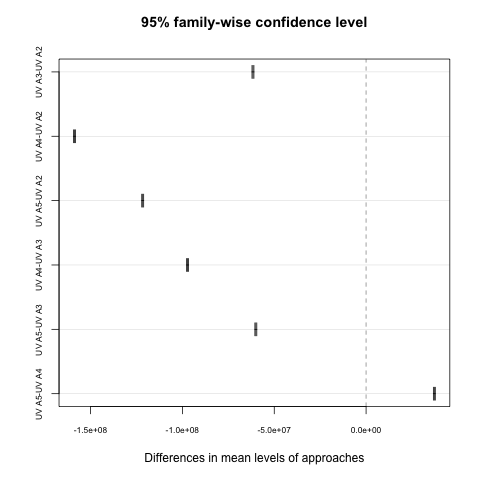 95% family-wise confidence level
UV A3-UV A2
UV A4-UV A2
UV A5-UV A2
UV A4-UV A3
UV A5-UV A3
UV A5-UV A4
-1.5e+08 -1.0e+08 -5.0e+07 0.0e+00
Differences in mean levels of approaches